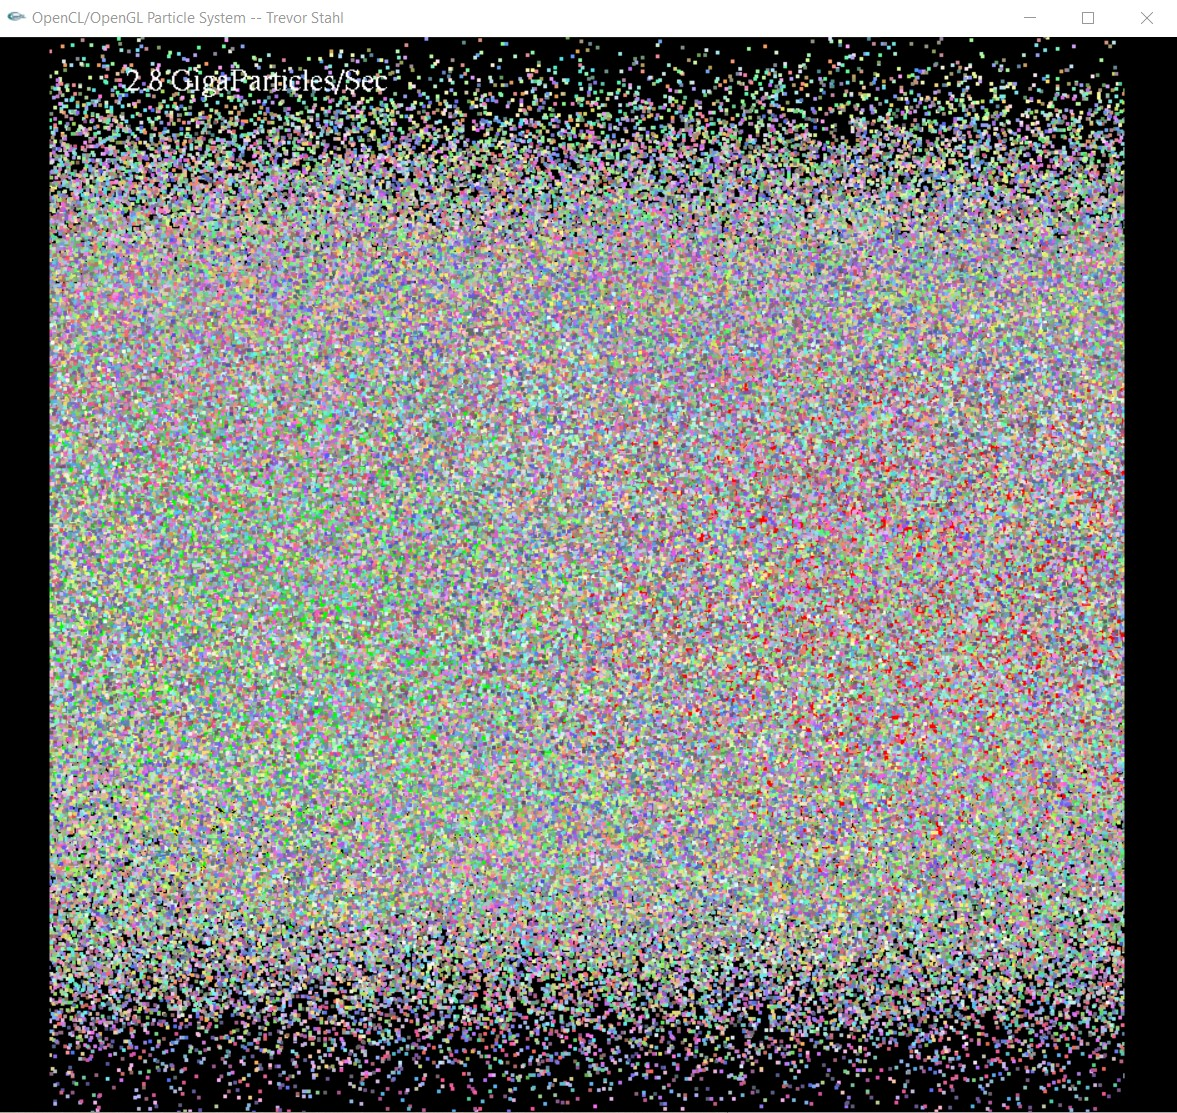 OpenCL/OpenGL Particle System -- Trevor Stahl
2.8 GigaParticles/Sec